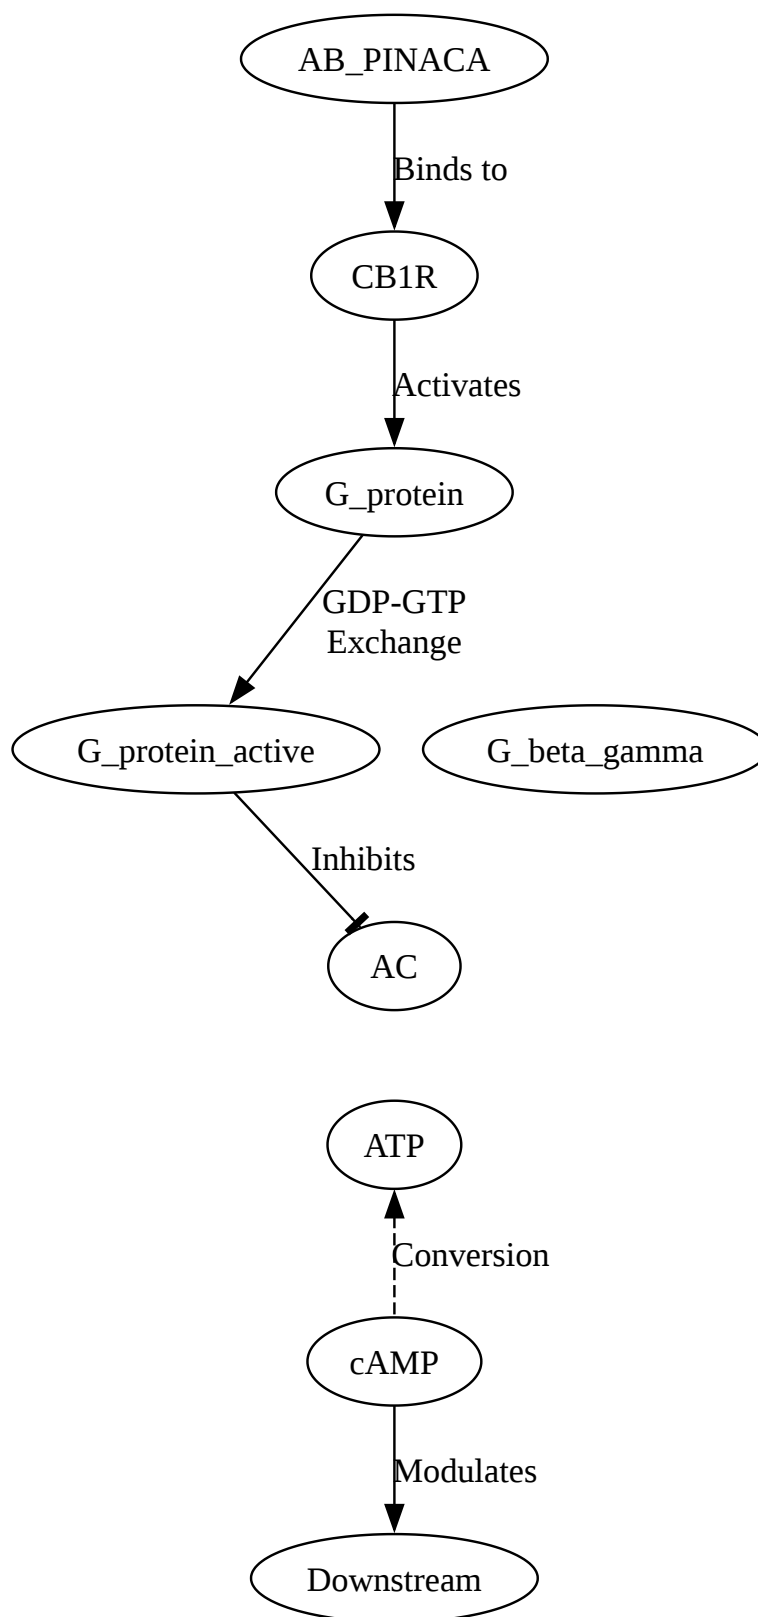 AB_PINACA
Binds to
CB1R
Activates
G_protein
GDP-GTP
Exchange
G_protein_active
G_beta_gamma
Inhibits
AC
ATP
Conversion
cAMP
Modulates
Downstream